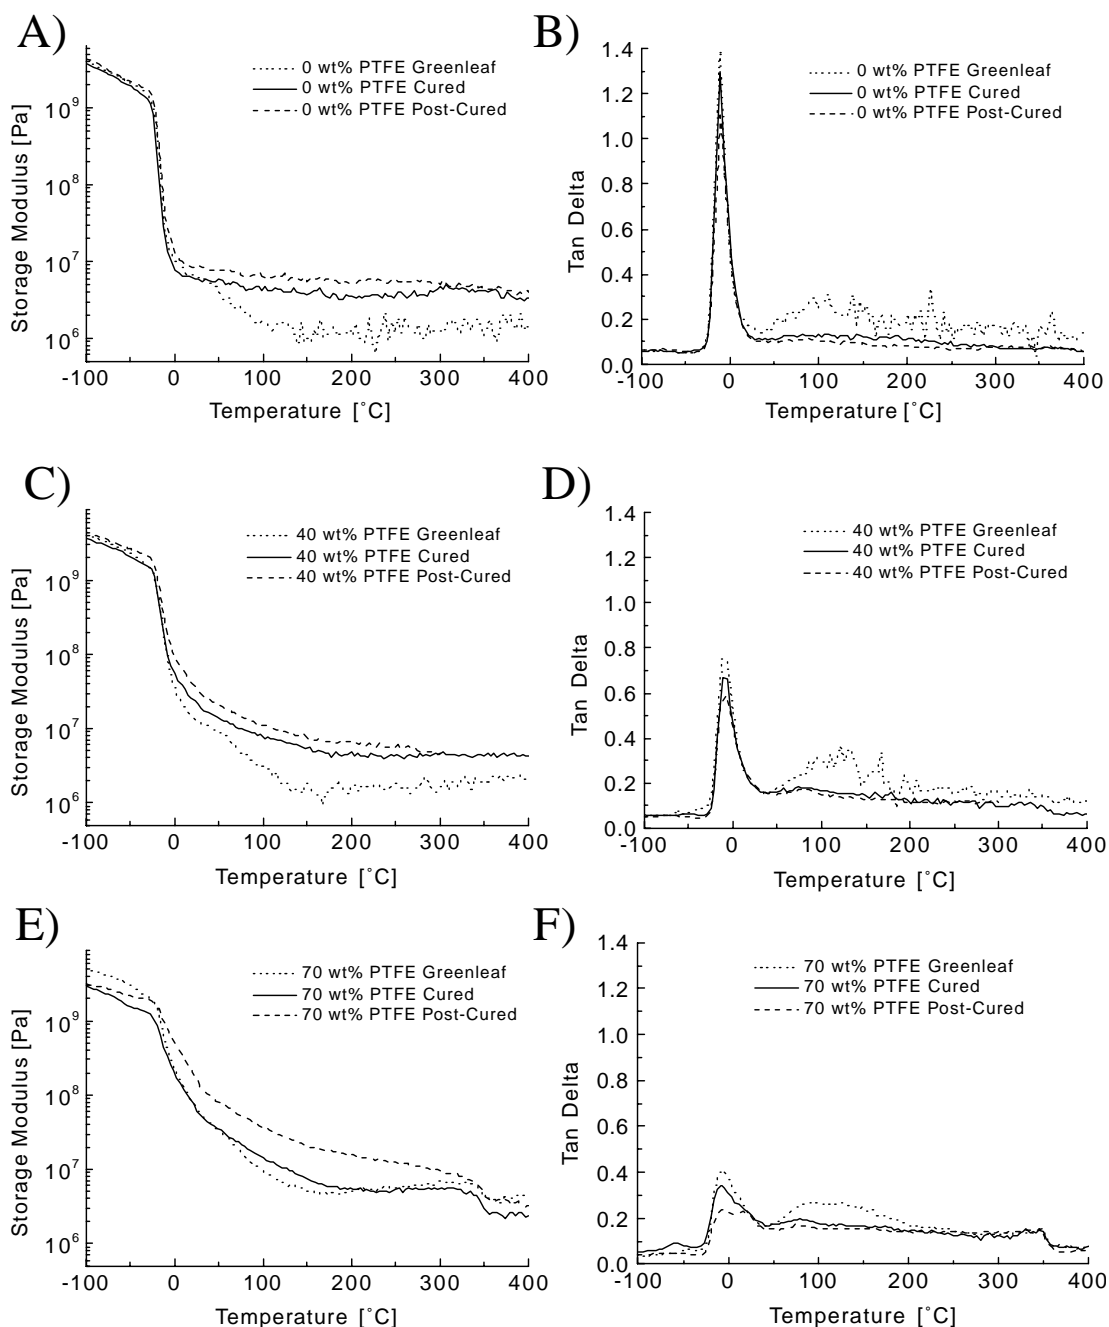 A)
Storage Modulus [Pa]
10^9
10^8
10^7
10^6
0 wt% PTFE Greenleaf
0 wt% PTFE Cured
0 wt% PTFE Post-Cured
-100 0 100 200 300 400
Temperature [°C]
B)
Tan Delta
1.4
1.2
1.0
0.8
0.6
0.4
0.2
0.0
0 wt% PTFE Greenleaf
0 wt% PTFE Cured
0 wt% PTFE Post-Cured
-100 0 100 200 300 400
Temperature [°C]
C)
Storage Modulus [Pa]
10^9
10^8
10^7
10^6
40 wt% PTFE Greenleaf
40 wt% PTFE Cured
40 wt% PTFE Post-Cured
-100 0 100 200 300 400
Temperature [°C]
D)
Tan Delta
1.4
1.2
1.0
0.8
0.6
0.4
0.2
0.0
40 wt% PTFE Greenleaf
40 wt% PTFE Cured
40 wt% PTFE Post-Cured
-100 0 100 200 300 400
Temperature [°C]
E)
Storage Modulus [Pa]
10^9
10^8
10^7
10^6
70 wt% PTFE Greenleaf
70 wt% PTFE Cured
70 wt% PTFE Post-Cured
-100 0 100 200 300 400
Temperature [°C]
F)
Tan Delta
1.4
1.2
1.0
0.8
0.6
0.4
0.2
0.0
70 wt% PTFE Greenleaf
70 wt% PTFE Cured
70 wt% PTFE Post-Cured
-100 0 100 200 300 400
Temperature [°C]